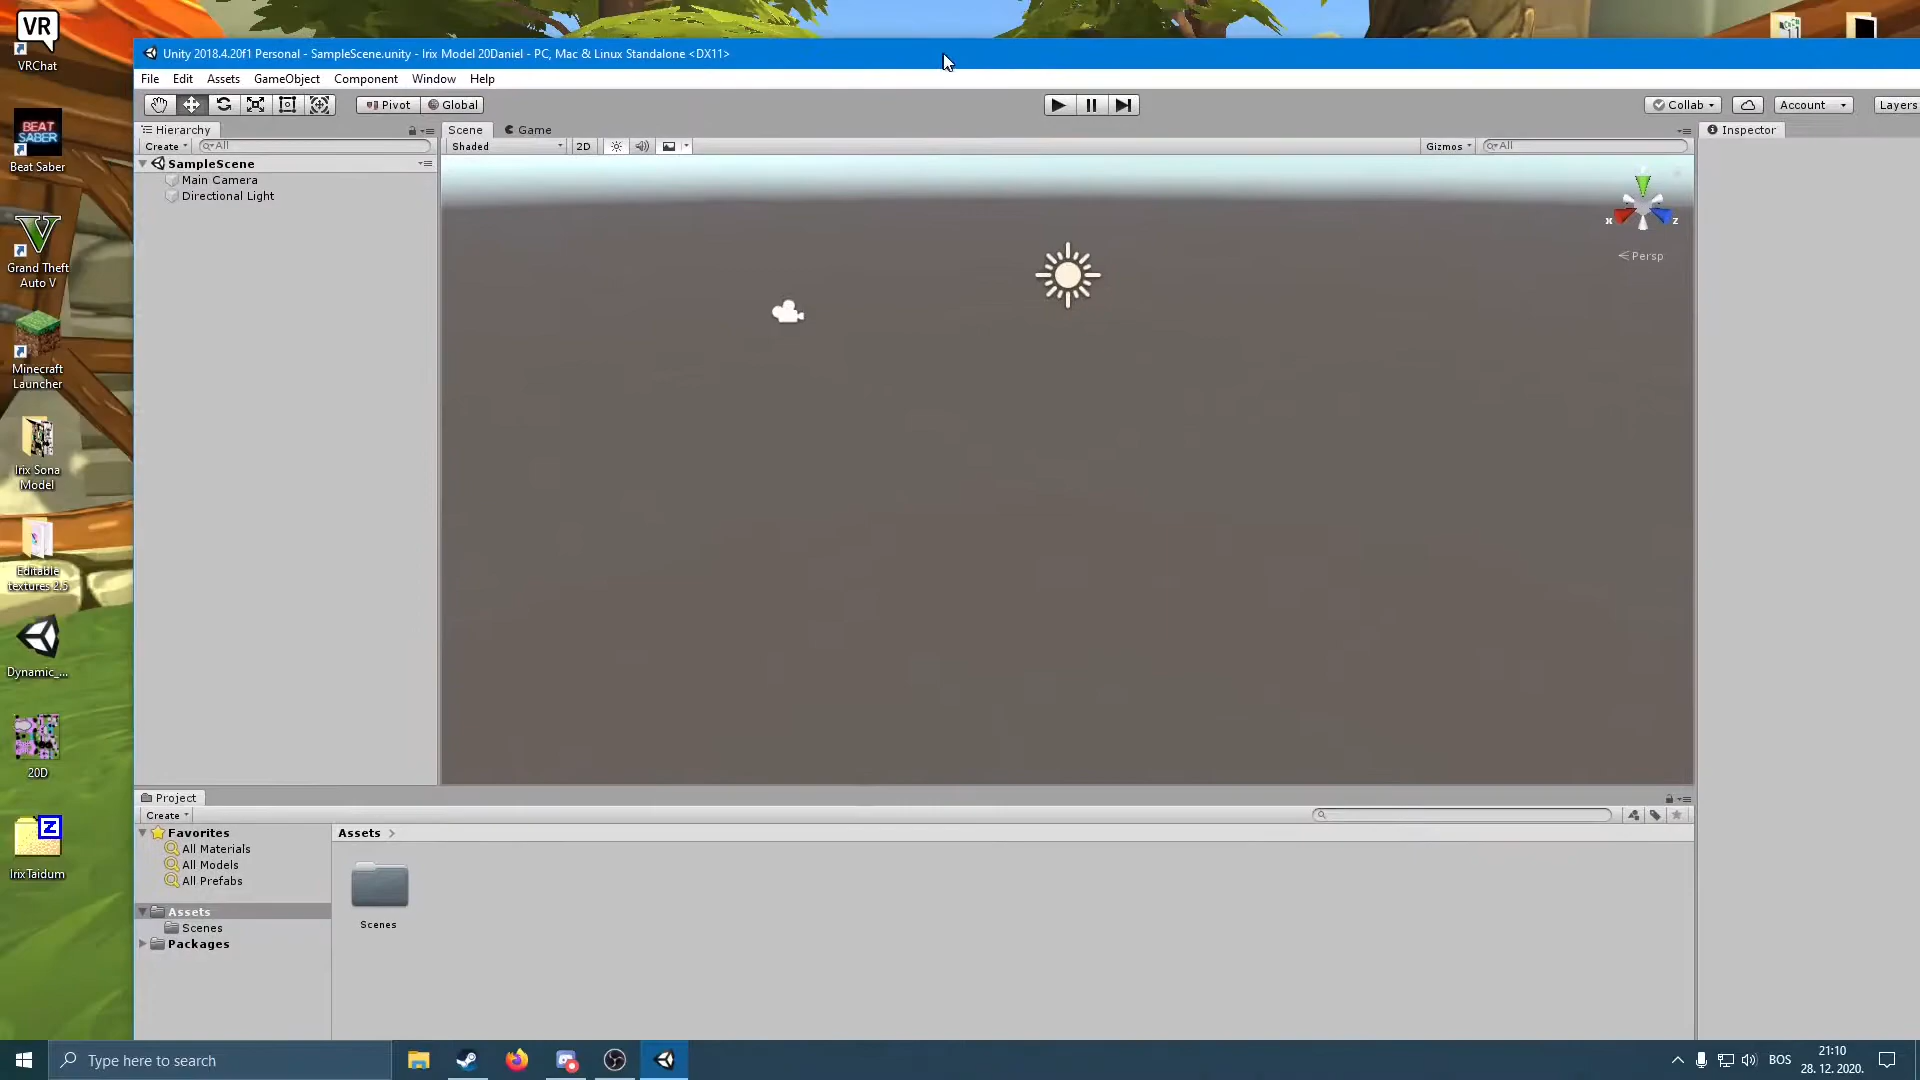 VR
VRChat
BEAT SABER
Beat Saber
Grand Theft
Auto V
Minecraft
Launcher
Irix Sona
Model
Editable
textures 2.5
Dynamic_...
20D
IrixTaidum
Unity 2018.4.20f1 Personal - SampleScene.unity - Irix Model 20Daniel - PC, Mac & Linux Standalone <DX11>
File Edit Assets GameObject Component Window Help
Pivot Global Collab Account Layers
Hierarchy Scene Game Inspector
Create All Shaded 2D Gizmos All
SampleScene
Main Camera
Directional Light
x z
Persp
Project
Create
Favorites
All Materials
All Models
All Prefabs
Assets
Scenes
Packages
Assets >
Scenes
Type here to search
BOS
21:10
28. 12. 2020.